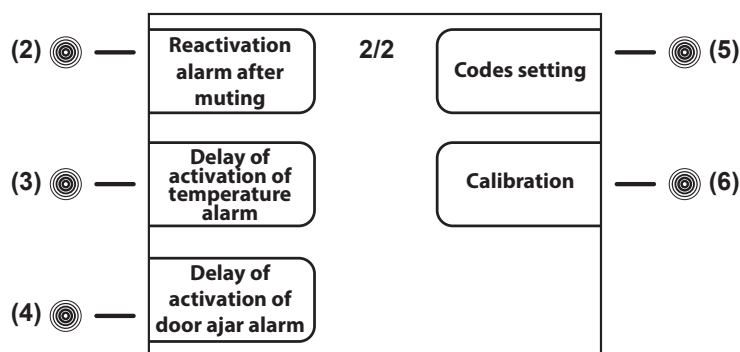 (2)
Reactivation
alarm after
muting
2/2
Codes setting
(5)
(3)
Delay of
activation of
temperature
alarm
Calibration
(6)
(4)
Delay of
activation of
door ajar alarm